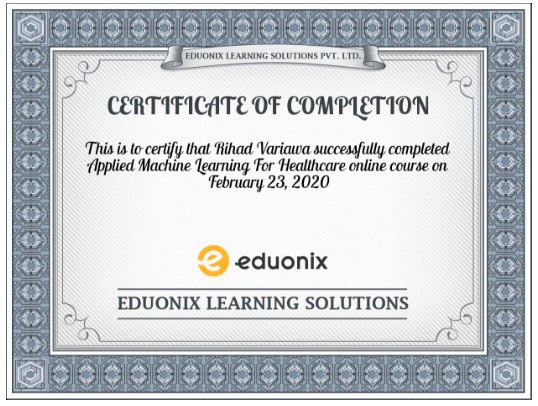 EDUONIX LEARNING SOLUTIONS PVT. LTD.
CERTIFICATE OF COMPLETION
This is to certify that Rihad Variawa successfully completed
Applied Machine Learning For Healthcare online course on
February 23, 2020
eduonix
EDUONIX LEARNING SOLUTIONS